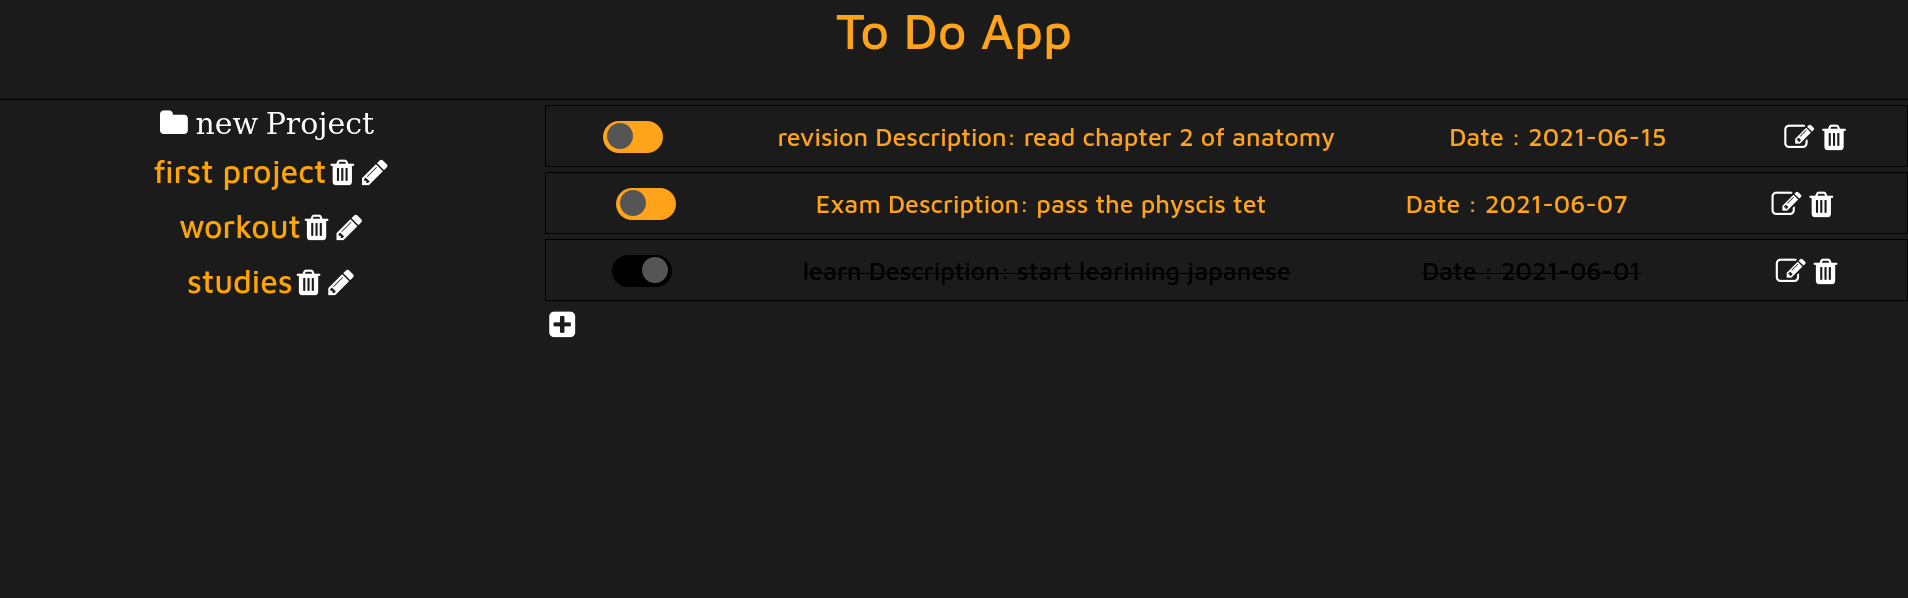 To Do App
new Project
first project
workout
studies
revision Description: read chapter 2 of anatomy Date : 2021-06-15
Exam Description: pass the physcis tet Date : 2021-06-07
learn Description: start learining japanese Date : 2021-06-01